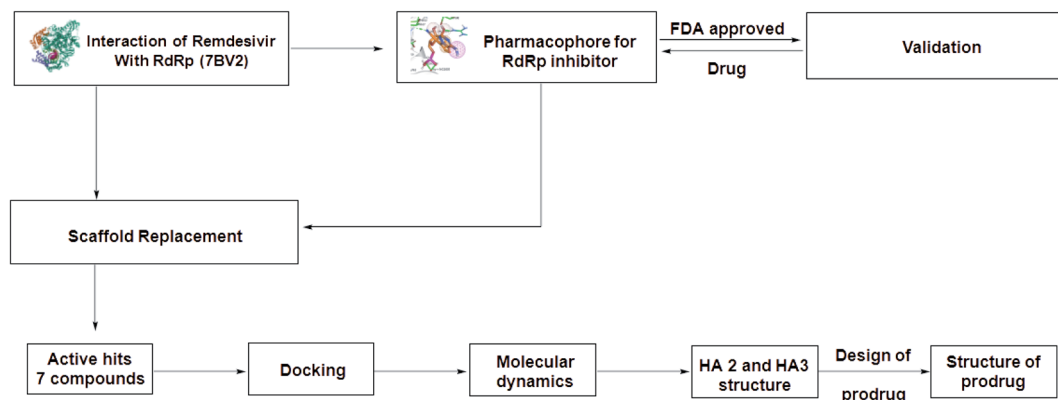 Interaction of Remdesivir
With RdRp (7BV2)
Pharmacophore for
RdRp inhibitor
FDA approved
Drug
Validation
Scaffold Replacement
Active hits
7 compounds
Docking
Molecular
dynamics
HA 2 and HA3
structure
Design of
prodrug
Structure of
prodrug